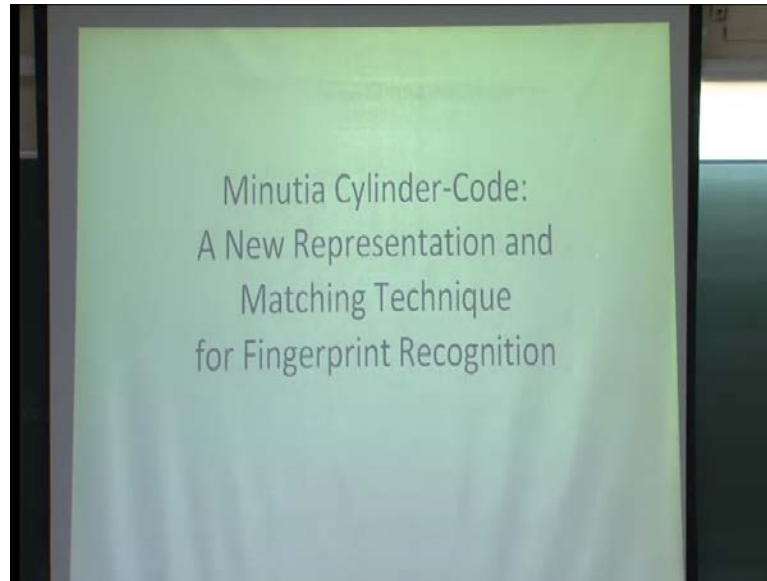 Minutia Cylinder-Code:
A New Representation and
Matching Technique
for Fingerprint Recognition